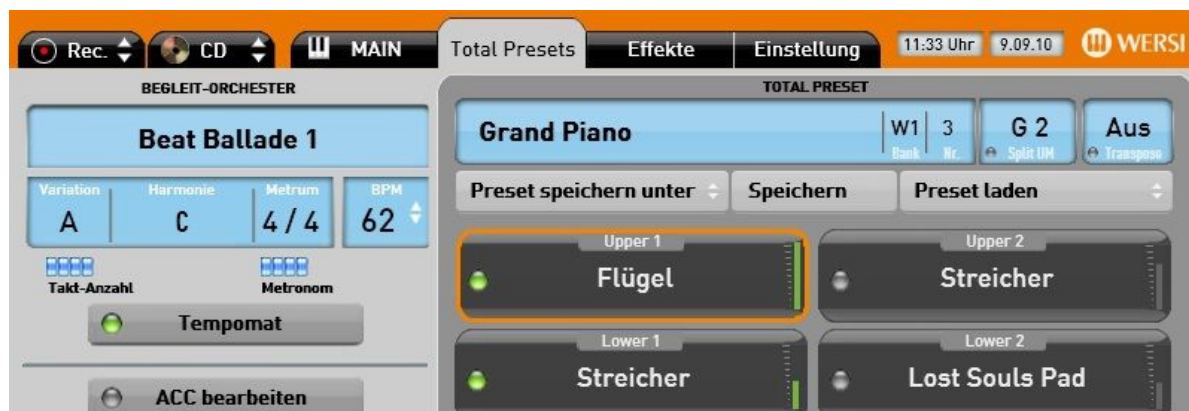 Rec. CD MAIN Total Presets Effekte Einstellung 11:33 Uhr 9.09.10 WERSI
BEGLEIT-ORCHESTER
Beat Ballade 1
Variation Harmonie Metrum BPM
A C 4 / 4 62
Takt-Anzahl Metronom
Tempomat
ACC bearbeiten
TOTAL PRESET
Grand Piano W1 3 G 2 Aus
Bank Nr. Split UM Transpose
Preset speichern unter Speichern Preset laden
Upper 1 Upper 2
Flügel Streicher
Lower 1 Lower 2
Streicher Lost Souls Pad